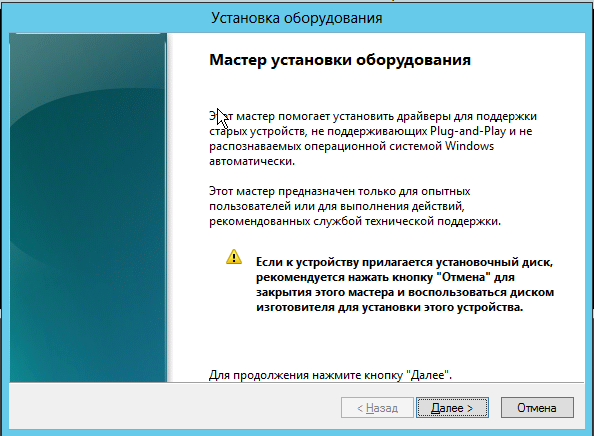 Установка оборудования
Мастер установки оборудования
Этот мастер помогает установить драйверы для поддержки
старых устройств, не поддерживающих Plug-and-Play и не
распознаваемых операционной системой Windows
автоматически.
Этот мастер предназначен только для опытных
пользователей или для выполнения действий,
рекомендованных службой технической поддержки.
Если к устройству прилагается установочный диск,
рекомендуется нажать кнопку "Отмена" для
закрытия этого мастера и воспользоваться диском
изготовителя для установки этого устройства.
Для продолжения нажмите кнопку "Далее".
< Назад
Далее >
Отмена